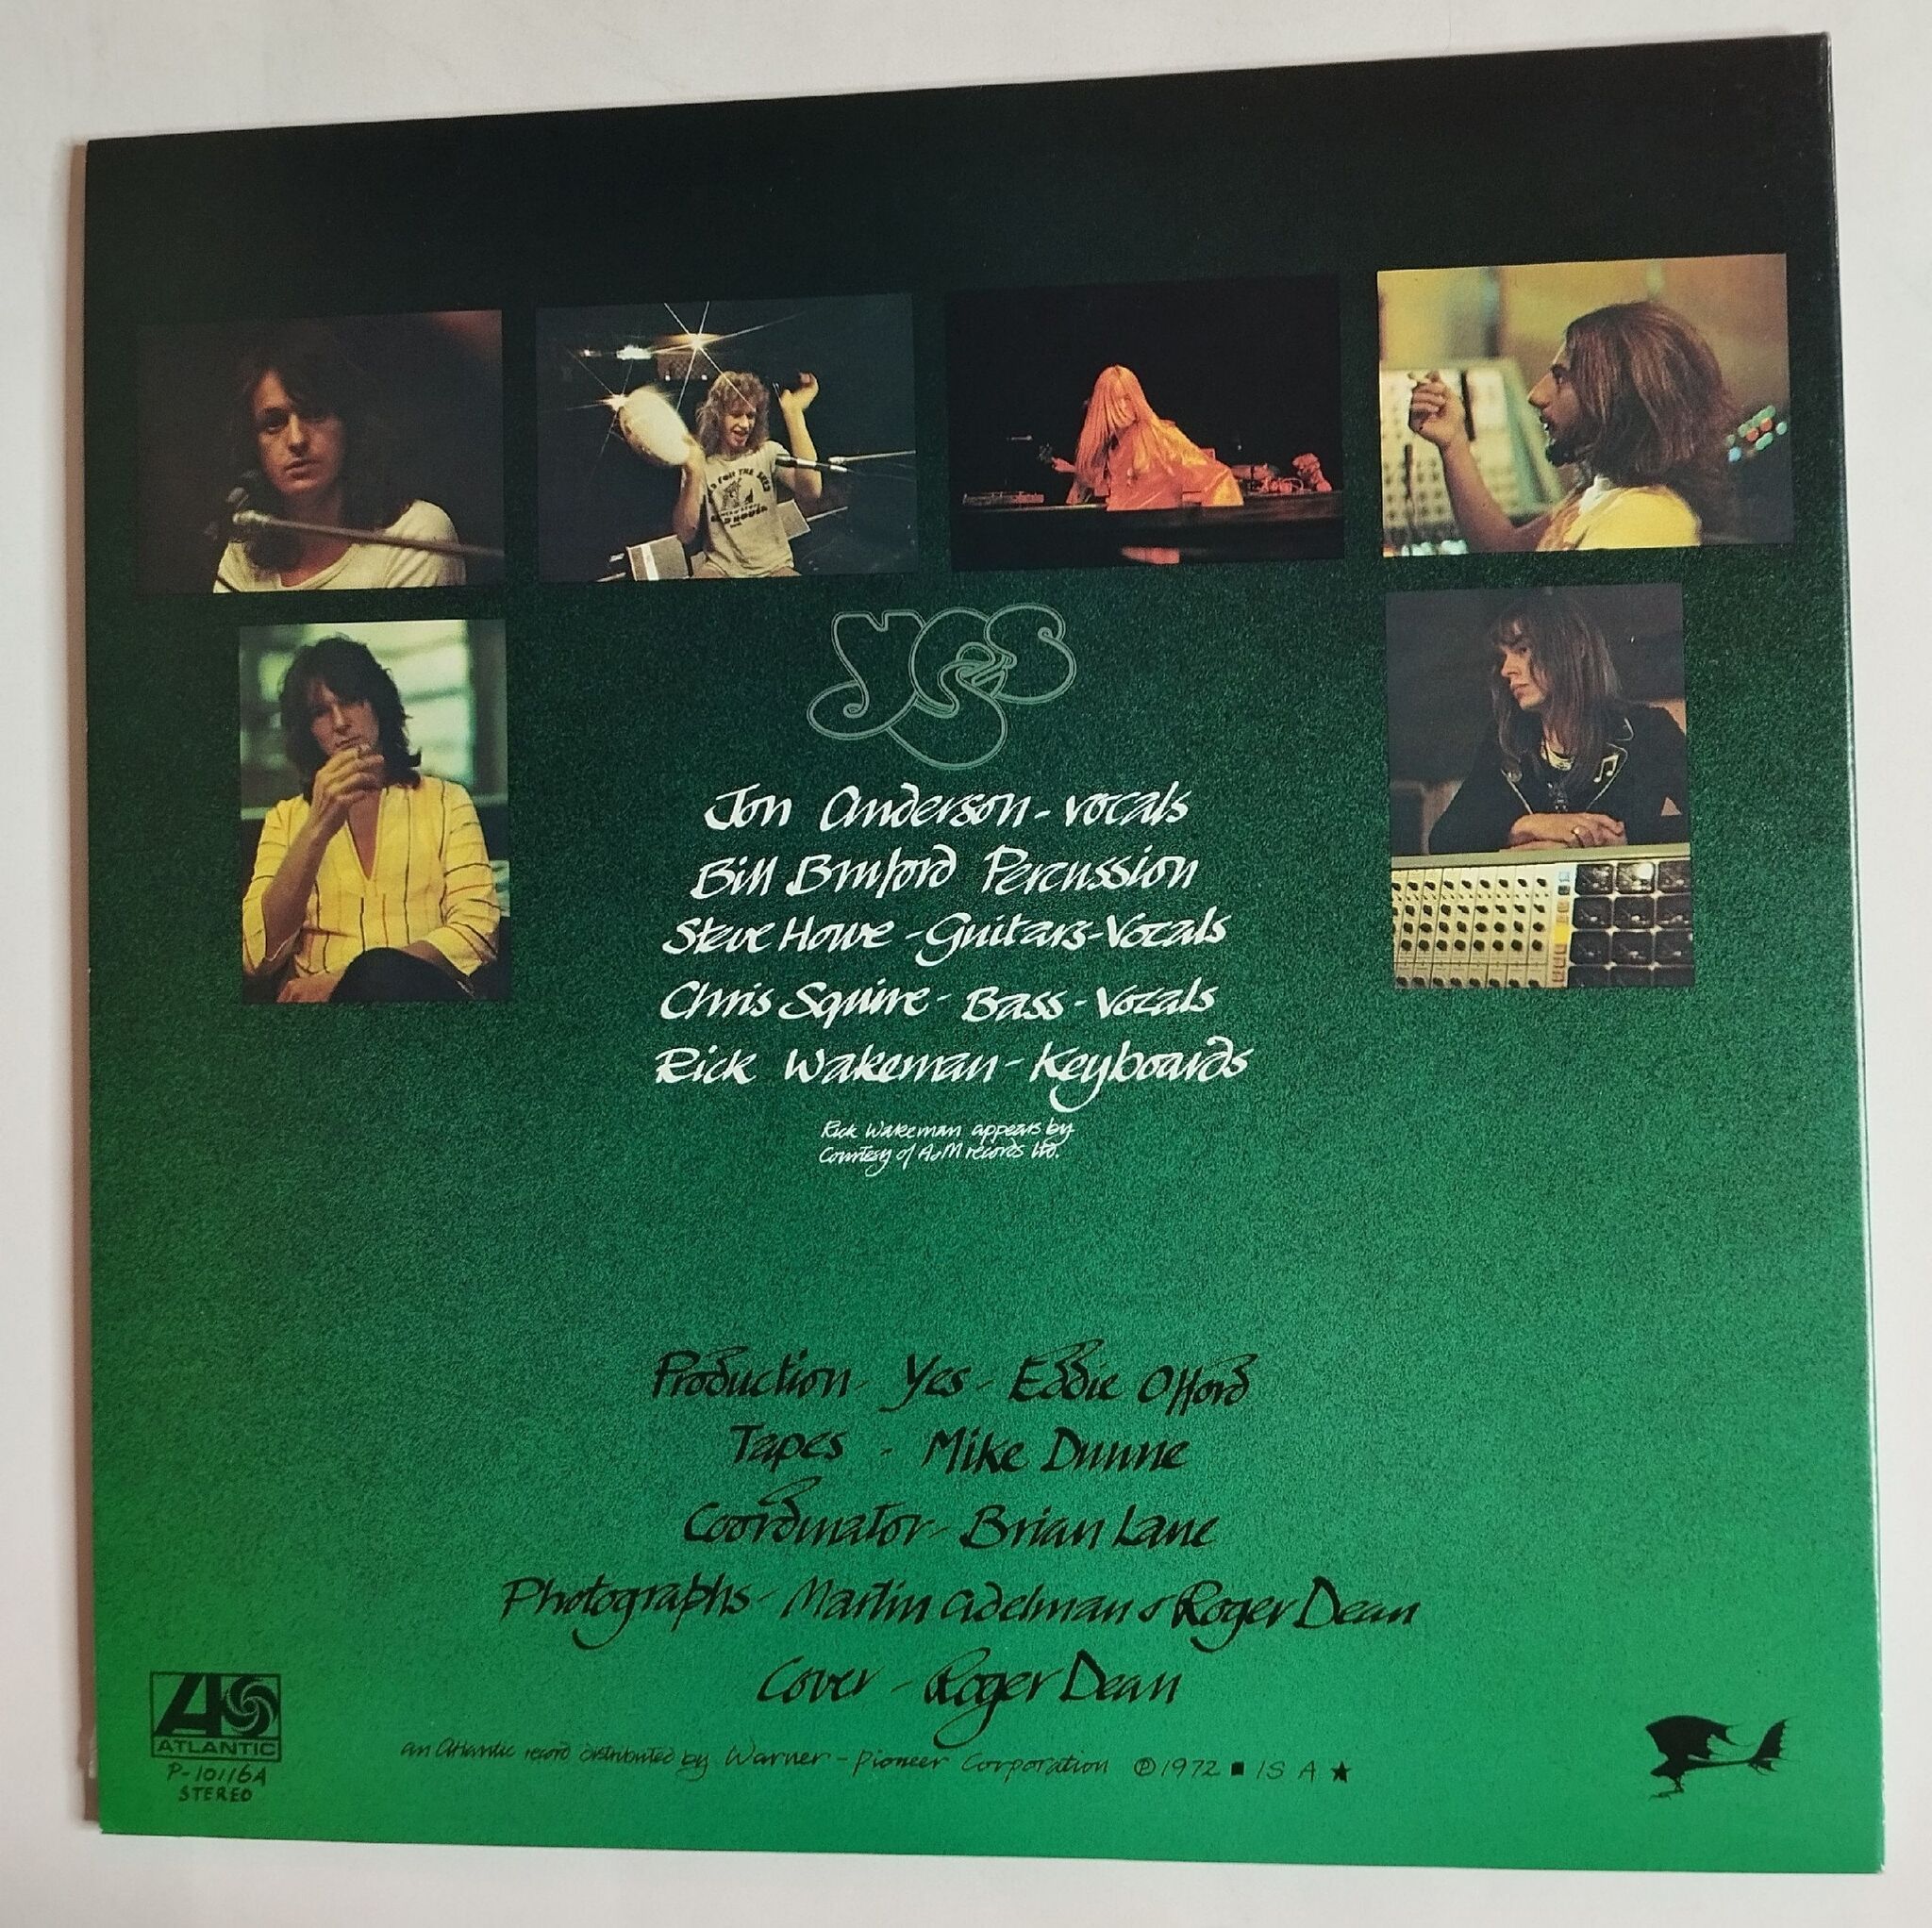 yes
Jon Anderson - vocals
Bill Bruford Percussion
Steve Howe - Guitars - Vocals
Chris Squire - Bass - Vocals
Rick Wakeman - Keyboards
Rick Wakeman appears by
Courtesy of A&M records ltd.
Production - Yes - Eddie Offord
Tapes - Mike Dunne
Coordinator - Brian Lane
Photographs - Martin Adelman & Roger Dean
Cover - Roger Dean
ATLANTIC
P-10116A
STEREO
an Atlantic record distributed by Warner - Pioneer Corporation ℗1972 ■ IS A ★